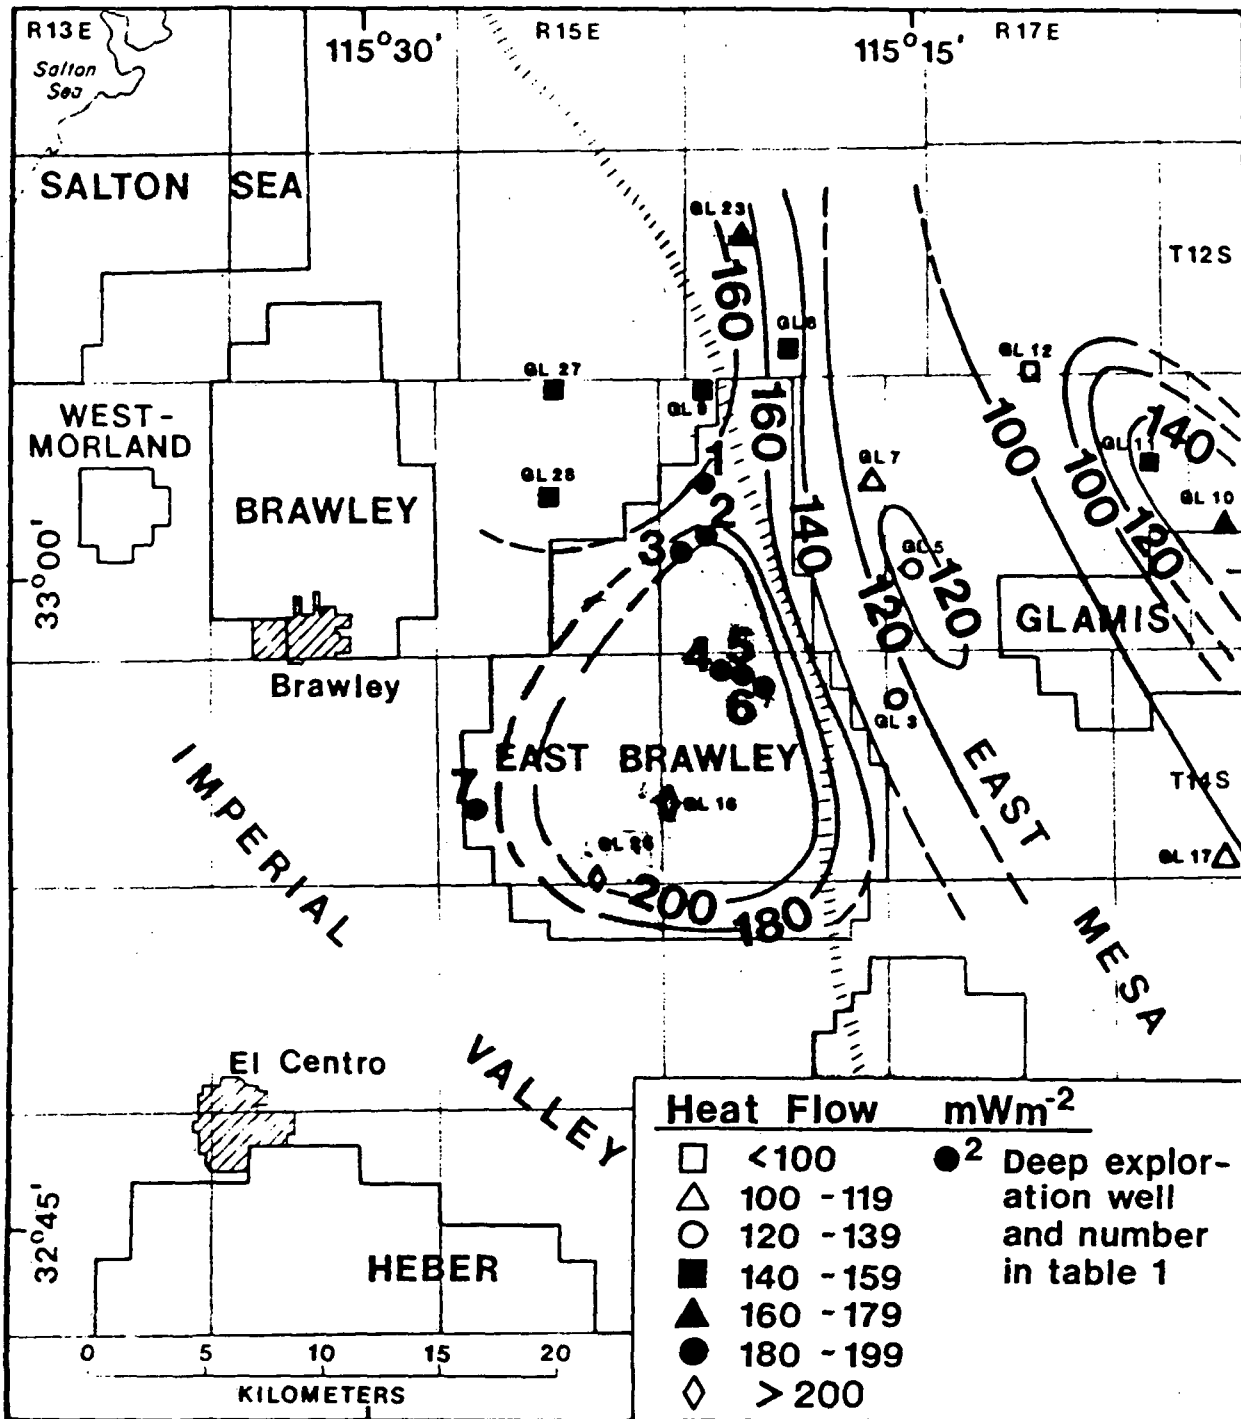 R13E
115°30'
R15E
115°15'
R17E
Salton
Sea
SALTON SEA
GL 23
T12S
160
GL 27
GL 12
WEST-
MORLAND
GL 9
160
100
140
GL 11
1
GL 28
GL 7
100
GL 10
BRAWLEY
2
140
3
GL 5
120
120
33°00'
120
GLAMIS
4
5
6
Brawley
GL 3
EAST BRAWLEY
EAST
T14S
IMPERIAL
7
GL 16
GL 17
200
180
MESA
El Centro
VALLEY
32°45'
HEBER
0 5 10 15 20
KILOMETERS
Heat Flow mWm-2
<100
100 -119
120 -139
140 -159
160 -179
180 -199
>200
2 Deep explor-
ation well
and number
in table 1